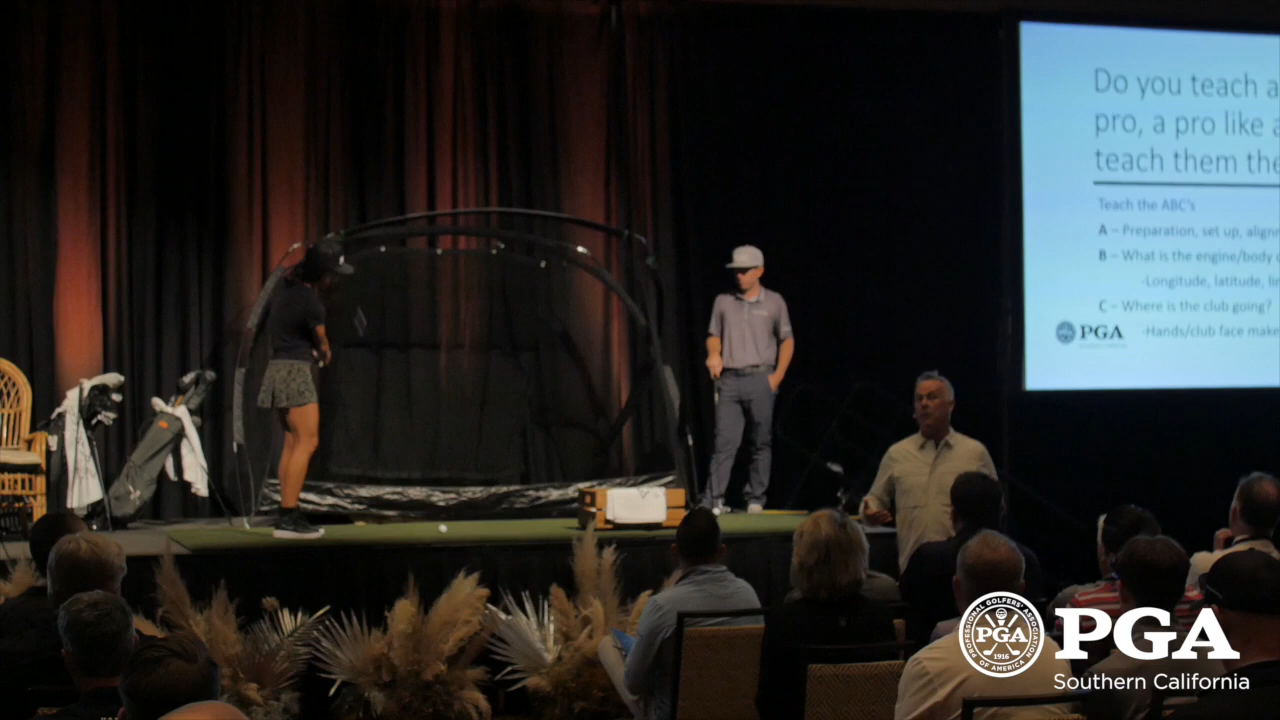 Do you teach a
pro, a pro like a
teach them the
Teach the ABC's
A – Preparation, set up, align
B – What is the engine/body
-Longitude, latitude,
C – Where is the club going?
-Hands/club face make
PGA
PROFESSIONAL GOLFERS' ASSOCIATION
PGA
1916
OF AMERICA
PGA
Southern California